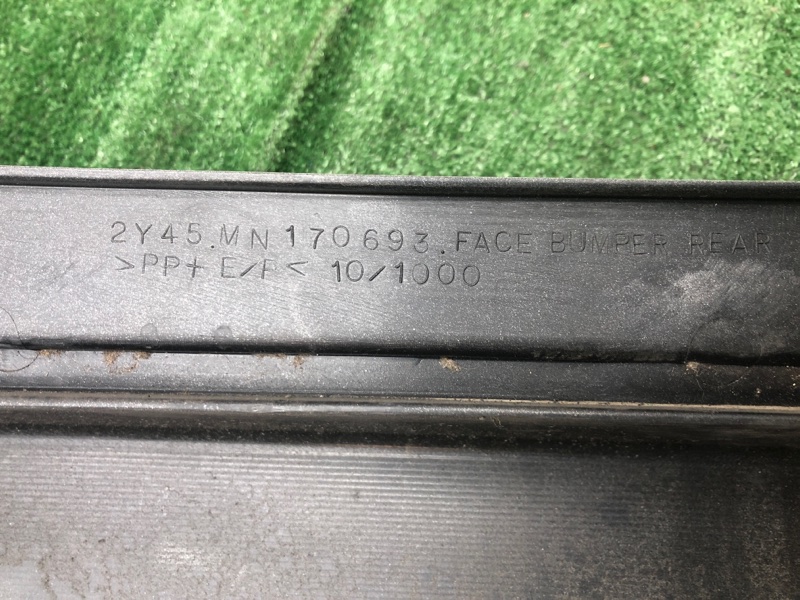 2Y45.MN170693.FACE BUMPER REAR
>PP+E/P< 10/1000